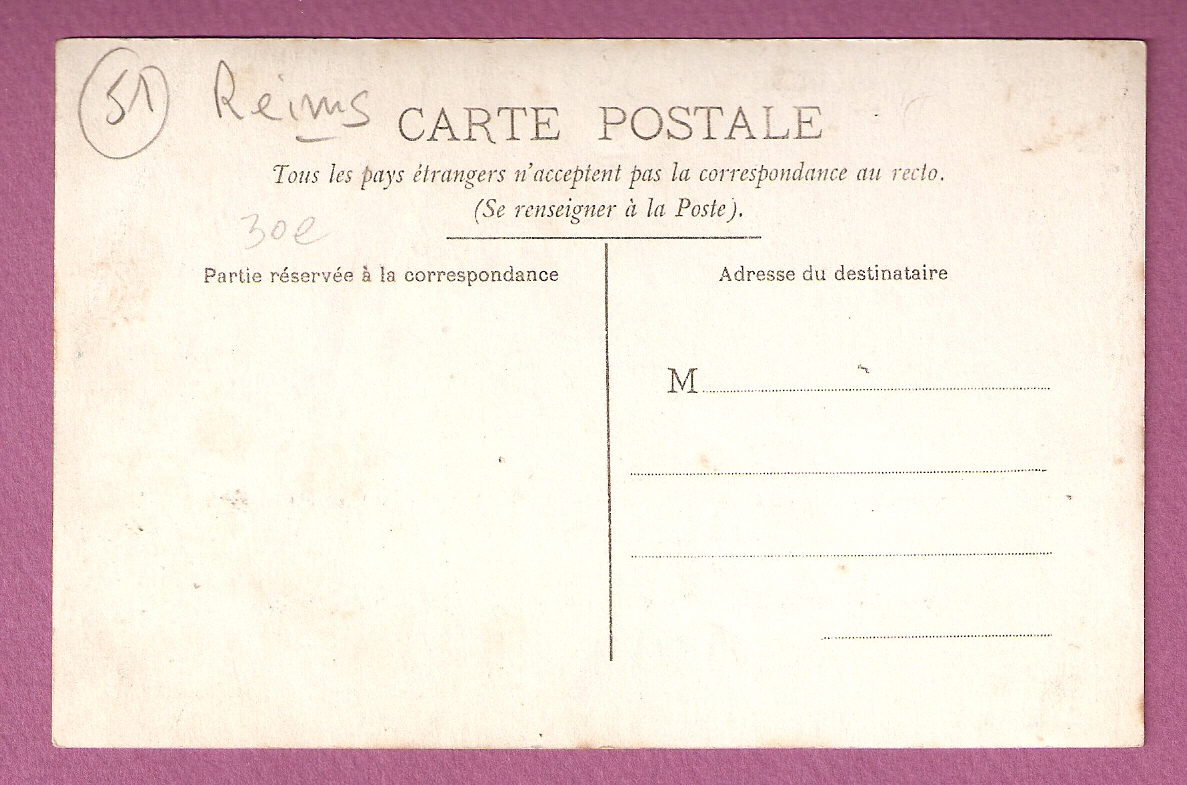 51 Reims
CARTE POSTALE
Tous les pays étrangers n'acceptent pas la correspondance au recto.
(Se renseigner à la Poste).
30e
Partie réservée à la correspondance
Adresse du destinataire
M